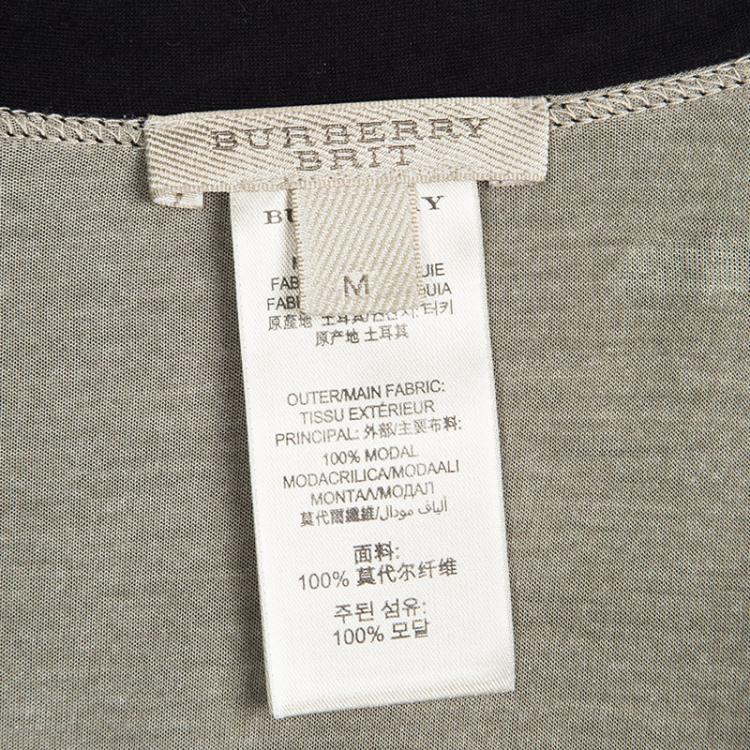 BURBERRY
BRIT
M
原產地 土耳其
原产地 土耳其
OUTER/MAIN FABRIC:
TISSU EXTÉRIEUR
PRINCIPAL: 外部/主要布料:
100% MODAL
MODACRILICA/MODAALI
МОНТАЛ/МОДАЛ
莫代爾纖維/ألياف مودال
面料:
100% 莫代尔纤维
주된 섬유:
100% 모달